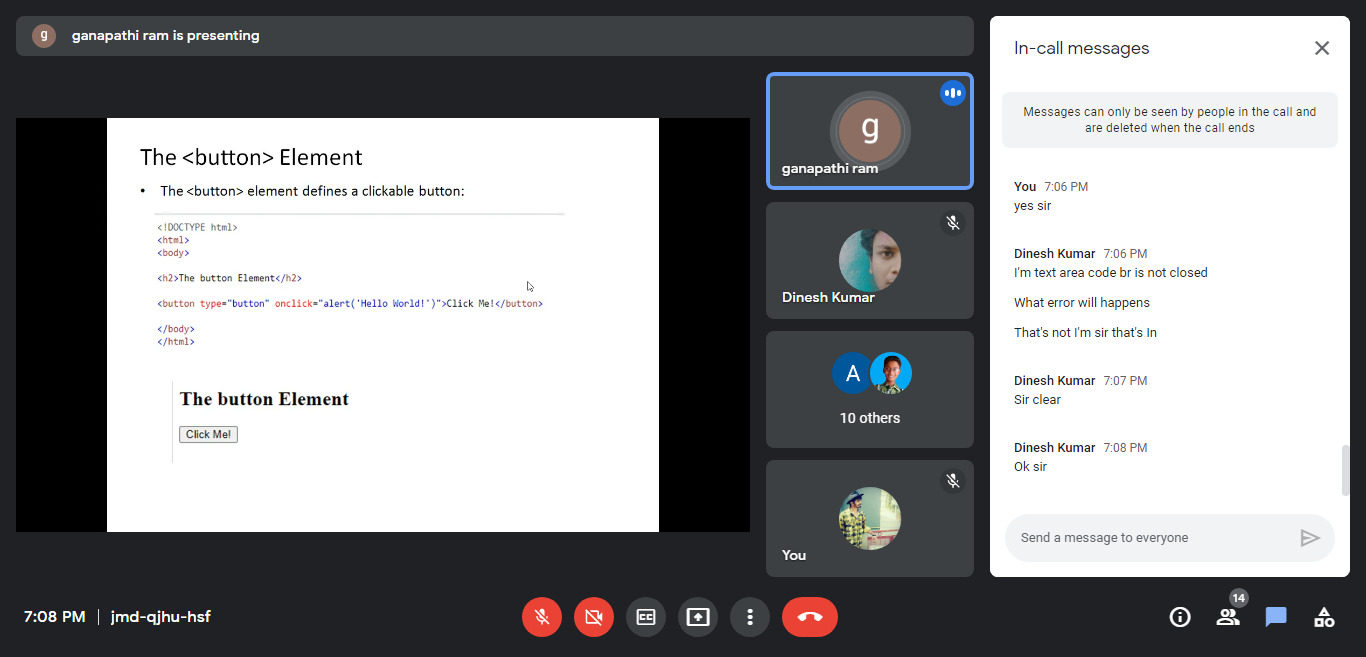 g
ganapathi ram is presenting
The <button> Element
• The <button> element defines a clickable button:
<!DOCTYPE html>
<html>
<body>
<h2>The button Element</h2>
<button type="button" onclick="alert('Hello World!')">Click Me!</button>
</body>
</html>
The button Element
Click Me!
g
ganapathi ram
Dinesh Kumar
A
10 others
You
In-call messages
Messages can only be seen by people in the call and
are deleted when the call ends
You 7:06 PM
yes sir
Dinesh Kumar 7:06 PM
I'm text area code br is not closed
What error will happens
That's not I'm sir that's In
Dinesh Kumar 7:07 PM
Sir clear
Dinesh Kumar 7:08 PM
Ok sir
Send a message to everyone
7:08 PM | jmd-qjhu-hsf
CC
14